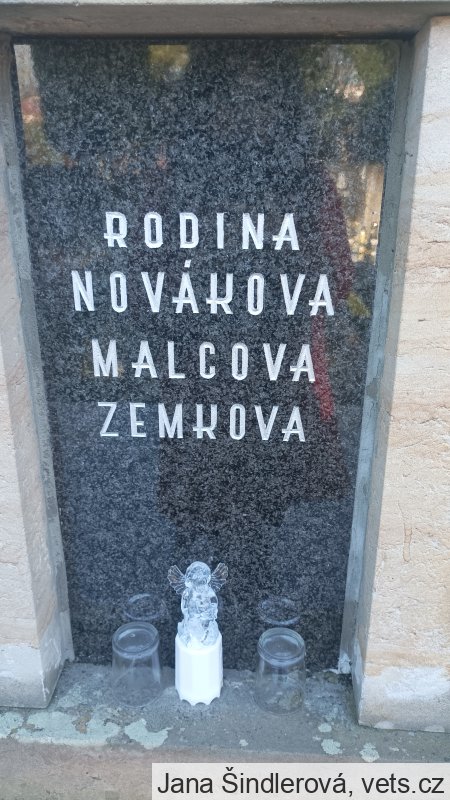 RODINA
NOVÁKOVA
MALCOVA
ZEMKOVA
Jana Šindlerová, vets.cz